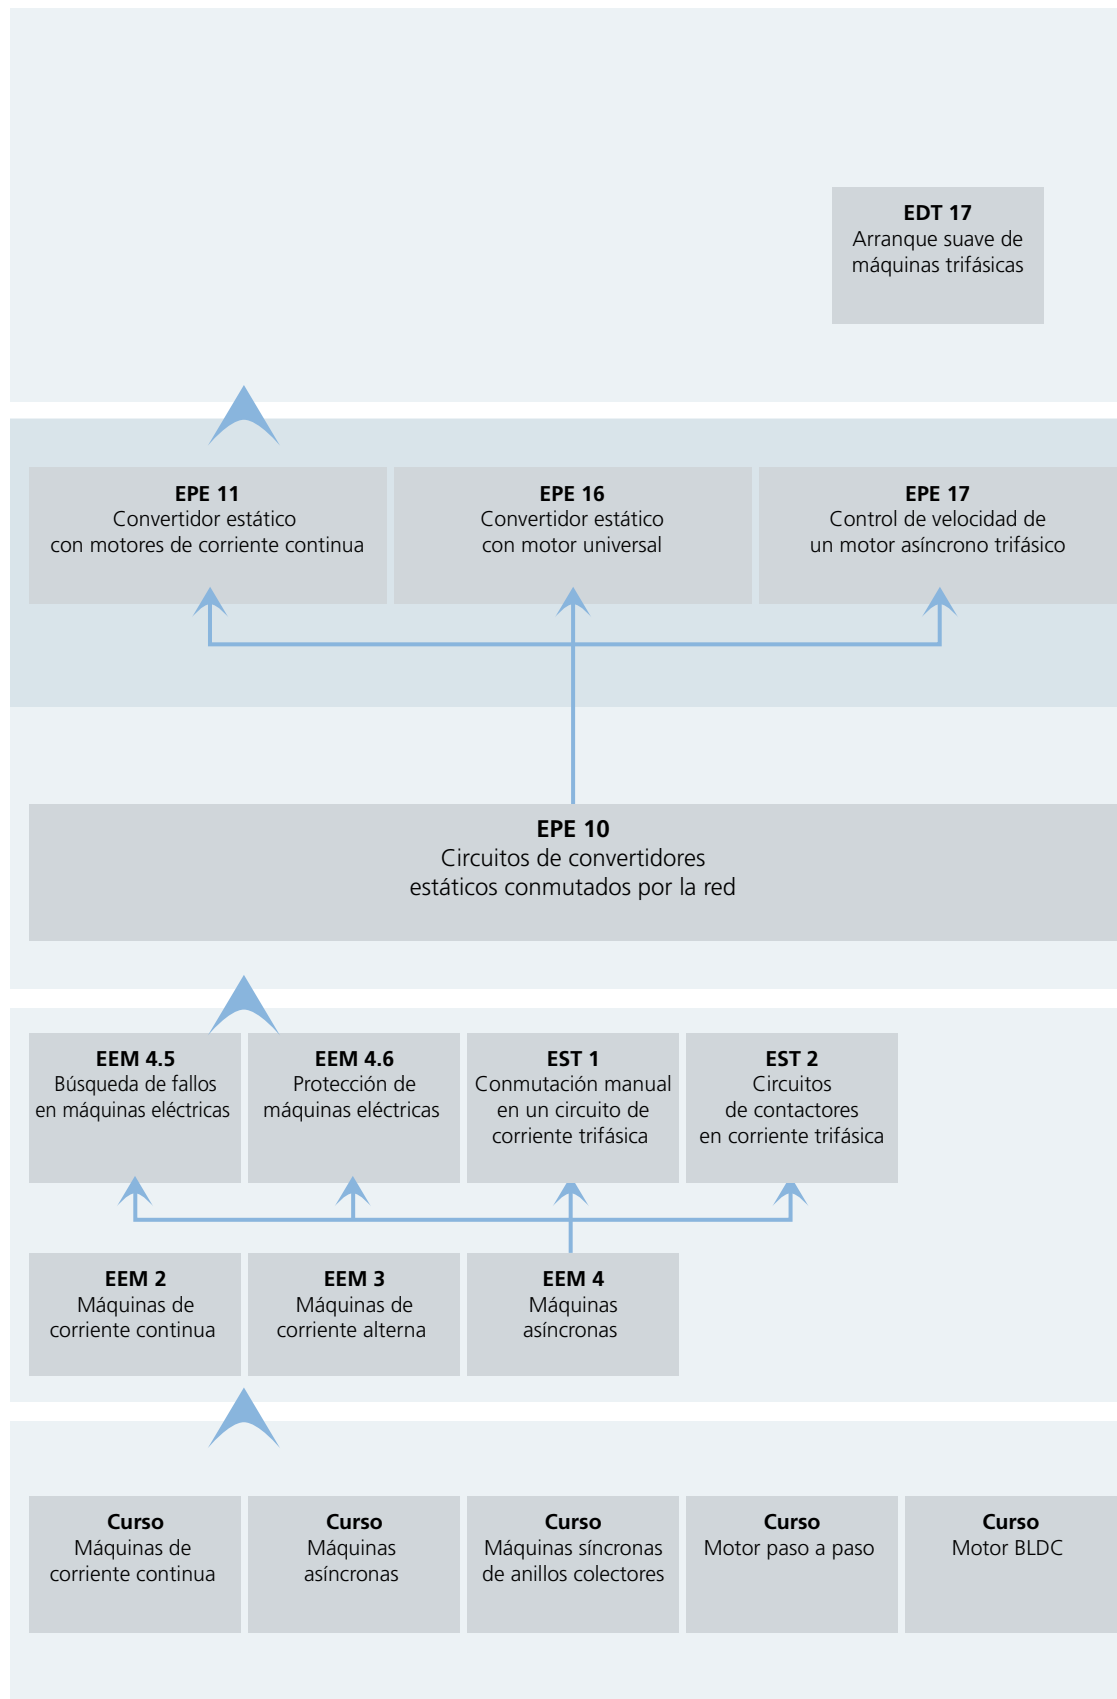 EDT 17
Arranque suave de
máquinas trifásicas
EPE 11
Convertidor estático
con motores de corriente continua
EPE 16
Convertidor estático
con motor universal
EPE 17
Control de velocidad de
un motor asíncrono trifásico
EPE 10
Circuitos de convertidores
estáticos conmutados por la red
EEM 4.5
Búsqueda de fallos
en máquinas eléctricas
EEM 4.6
Protección de
máquinas eléctricas
EST 1
Conmutación manual
en un circuito de
corriente trifásica
EST 2
Circuitos
de contactores
en corriente trifásica
EEM 2
Máquinas de
corriente continua
EEM 3
Máquinas de
corriente alterna
EEM 4
Máquinas
asíncronas
Curso
Máquinas de
corriente continua
Curso
Máquinas
asíncronas
Curso
Máquinas síncronas
de anillos colectores
Curso
Motor paso a paso
Curso
Motor BLDC